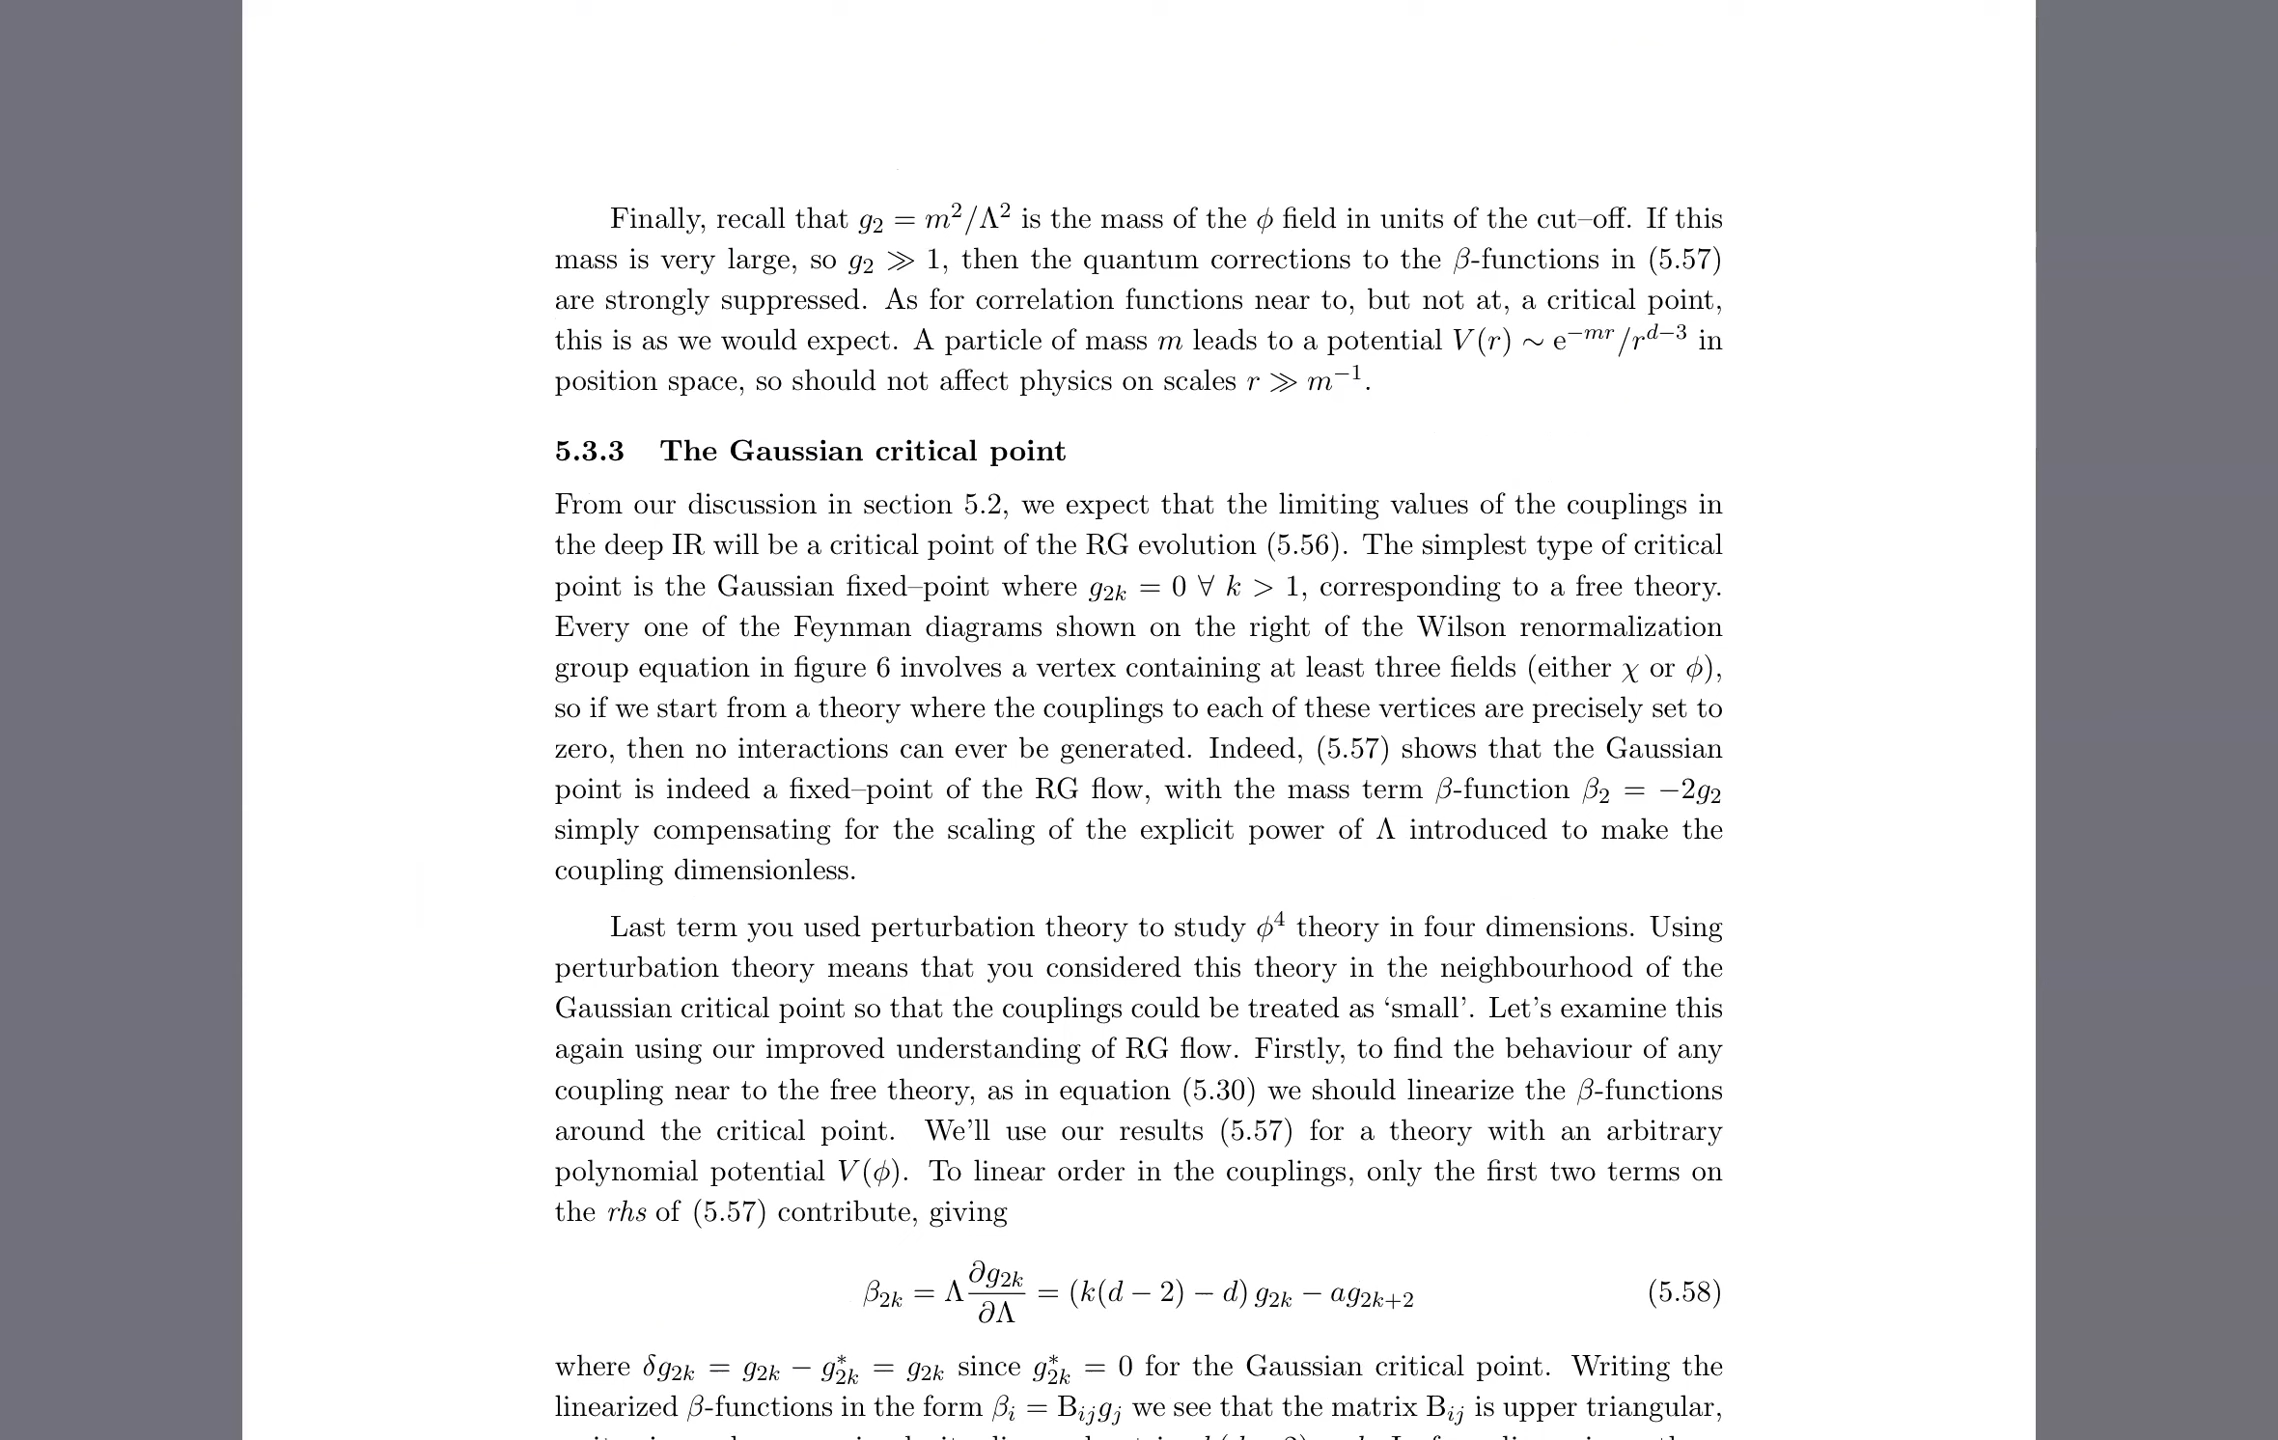 Finally, recall that g₂ = m²/Λ² is the mass of the ϕ field in units of the cut–off. If this
mass is very large, so g₂ ≫ 1, then the quantum corrections to the β-functions in (5.57)
are strongly suppressed. As for correlation functions near to, but not at, a critical point,
this is as we would expect. A particle of mass m leads to a potential V(r) ∼ e^{−mr}/r^{d−3} in
position space, so should not affect physics on scales r ≫ m^{−1}.
5.3.3 The Gaussian critical point
From our discussion in section 5.2, we expect that the limiting values of the couplings in
the deep IR will be a critical point of the RG evolution (5.56). The simplest type of critical
point is the Gaussian fixed–point where g_{2k} = 0 ∀ k > 1, corresponding to a free theory.
Every one of the Feynman diagrams shown on the right of the Wilson renormalization
group equation in figure 6 involves a vertex containing at least three fields (either χ or ϕ),
so if we start from a theory where the couplings to each of these vertices are precisely set to
zero, then no interactions can ever be generated. Indeed, (5.57) shows that the Gaussian
point is indeed a fixed–point of the RG flow, with the mass term β-function β₂ = −2g₂
simply compensating for the scaling of the explicit power of Λ introduced to make the
coupling dimensionless.
Last term you used perturbation theory to study ϕ⁴ theory in four dimensions. Using
perturbation theory means that you considered this theory in the neighbourhood of the
Gaussian critical point so that the couplings could be treated as ‘small’. Let’s examine this
again using our improved understanding of RG flow. Firstly, to find the behaviour of any
coupling near to the free theory, as in equation (5.30) we should linearize the β-functions
around the critical point. We’ll use our results (5.57) for a theory with an arbitrary
polynomial potential V(ϕ). To linear order in the couplings, only the first two terms on
the rhs of (5.57) contribute, giving
β_{2k} = Λ ∂g_{2k}/∂Λ = (k(d − 2) − d) g_{2k} − ag_{2k+2} (5.58)
where δg_{2k} = g_{2k} − g*_{2k} = g_{2k} since g*_{2k} = 0 for the Gaussian critical point. Writing the
linearized β-functions in the form β_i = B_{ij}g_j we see that the matrix B_{ij} is upper triangular,